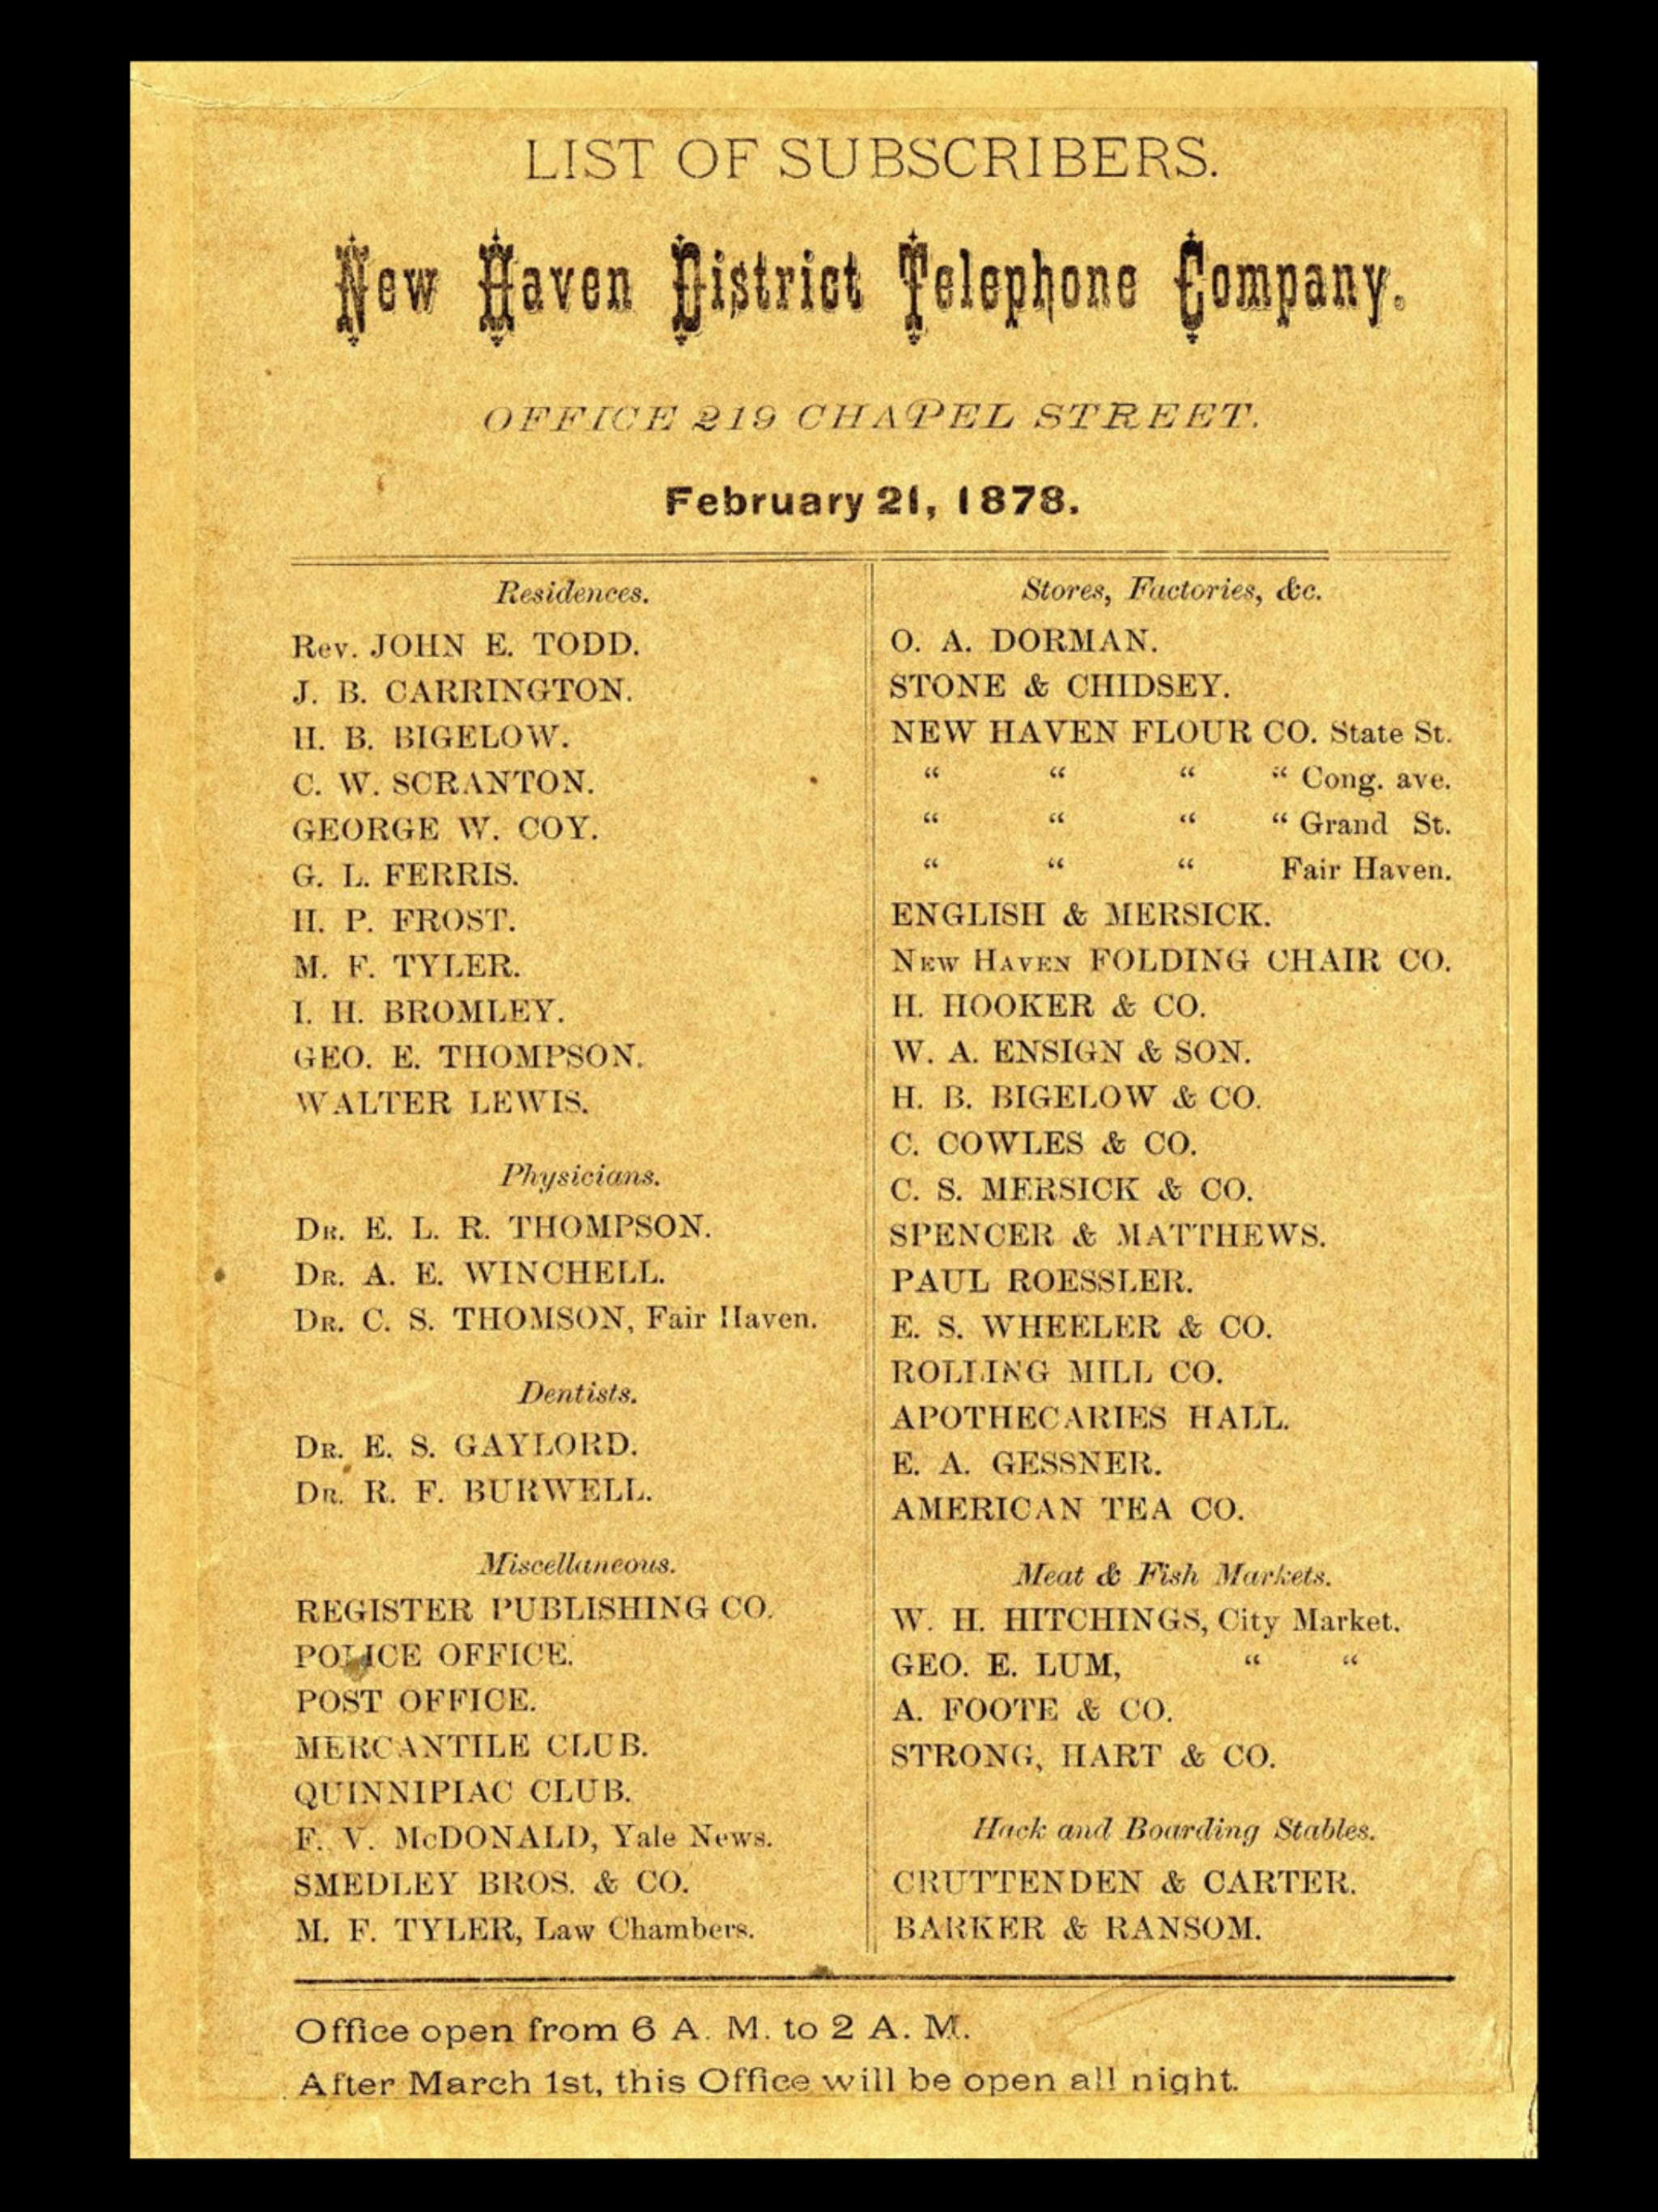 LIST OF SUBSCRIBERS.
New Haven District Telephone Company.
OFFICE 219 CHAPEL STREET.
February 21, 1878.
Residences.
Rev. JOHN E. TODD.
J. B. CARRINGTON.
H. B. BIGELOW.
C. W. SCRANTON.
GEORGE W. COY.
G. L. FERRIS.
H. P. FROST.
M. F. TYLER.
I. H. BROMLEY.
GEO. E. THOMPSON.
WALTER LEWIS.
Physicians.
DR. E. L. R. THOMPSON.
DR. A. E. WINCHELL.
DR. C. S. THOMSON, Fair Haven.
Dentists.
DR. E. S. GAYLORD.
DR. R. F. BURWELL.
Miscellaneous.
REGISTER PUBLISHING CO.
POLICE OFFICE.
POST OFFICE.
MERCANTILE CLUB.
QUINNIPIAC CLUB.
F. V. McDONALD, Yale News.
SMEDLEY BROS. & CO.
M. F. TYLER, Law Chambers.
Stores, Factories, &c.
O. A. DORMAN.
STONE & CHIDSEY.
NEW HAVEN FLOUR CO. State St.
“ “ “ “ Cong. ave.
“ “ “ “ Grand St.
“ “ “ Fair Haven.
ENGLISH & MERSICK.
NEW HAVEN FOLDING CHAIR CO.
H. HOOKER & CO.
W. A. ENSIGN & SON.
H. B. BIGELOW & CO.
C. COWLES & CO.
C. S. MERSICK & CO.
SPENCER & MATTHEWS.
PAUL ROESSLER.
E. S. WHEELER & CO.
ROLLING MILL CO.
APOTHECARIES HALL.
E. A. GESSNER.
AMERICAN TEA CO.
Meat & Fish Markets.
W. H. HITCHINGS, City Market.
GEO. E. LUM, “ “
A. FOOTE & CO.
STRONG, HART & CO.
Hack and Boarding Stables.
CRUTTENDEN & CARTER.
BARKER & RANSOM.
Office open from 6 A. M. to 2 A. M.
After March 1st, this Office will be open all night.